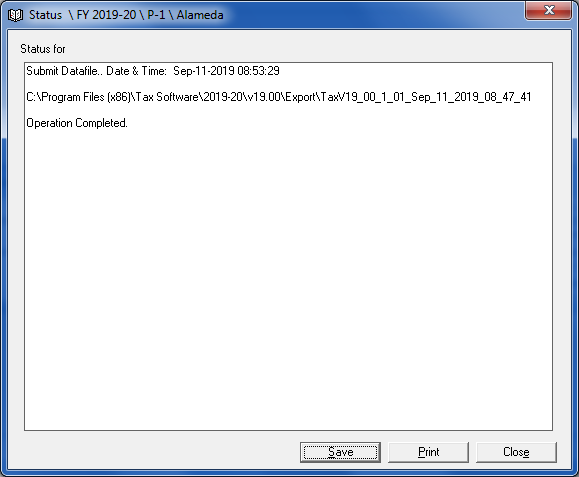 Status \ FY 2019-20 \ P-1 \ Alameda
Status for
Submit Datafile.. Date & Time:  Sep-11-2019 08:53:29
C:\Program Files (x86)\Tax Software\2019-20\v19.00\Export\TaxV19_00_1_01_Sep_11_2019_08_47_41
Operation Completed.
Save Print Close